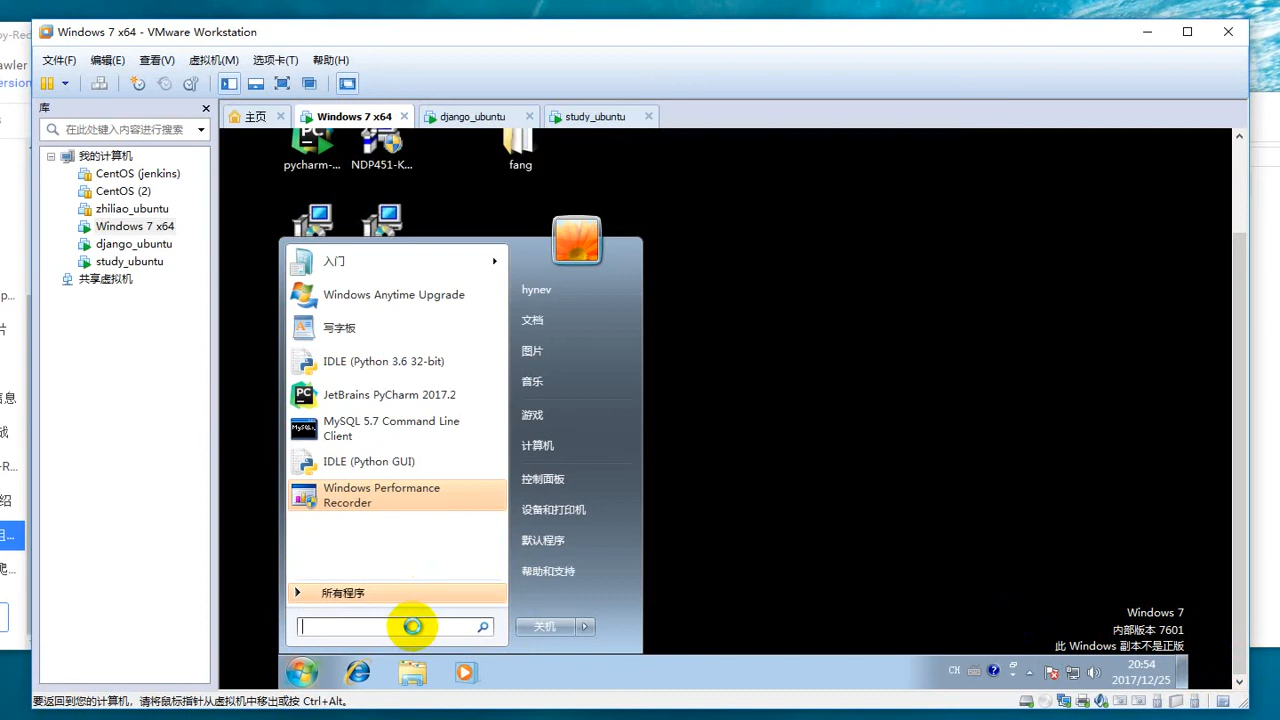 Windows 7 x64 - VMware Workstation
by-Rec
awler
ersion
文件(F) 编辑(E) 查看(V) 虚拟机(M) 选项卡(T) 帮助(H)
库
主页 Windows 7 x64 django_ubuntu study_ubuntu
在此处键入内容进行搜索
我的计算机
CentOS (jenkins)
CentOS (2)
zhiliao_ubuntu
Windows 7 x64
django_ubuntu
study_ubuntu
共享虚拟机
pycharm-... NDP451-K... fang
入门
Windows Anytime Upgrade
写字板
IDLE (Python 3.6 32-bit)
JetBrains PyCharm 2017.2
MySQL 5.7 Command Line
Client
IDLE (Python GUI)
Windows Performance
Recorder
所有程序
hynev
文档
图片
音乐
游戏
计算机
控制面板
设备和打印机
默认程序
帮助和支持
关机
Windows 7
内部版本 7601
此 Windows 副本不是正版
CH
20:54
2017/12/25
要返回到您的计算机，请将鼠标指针从虚拟机中移出或按 Ctrl+Alt。